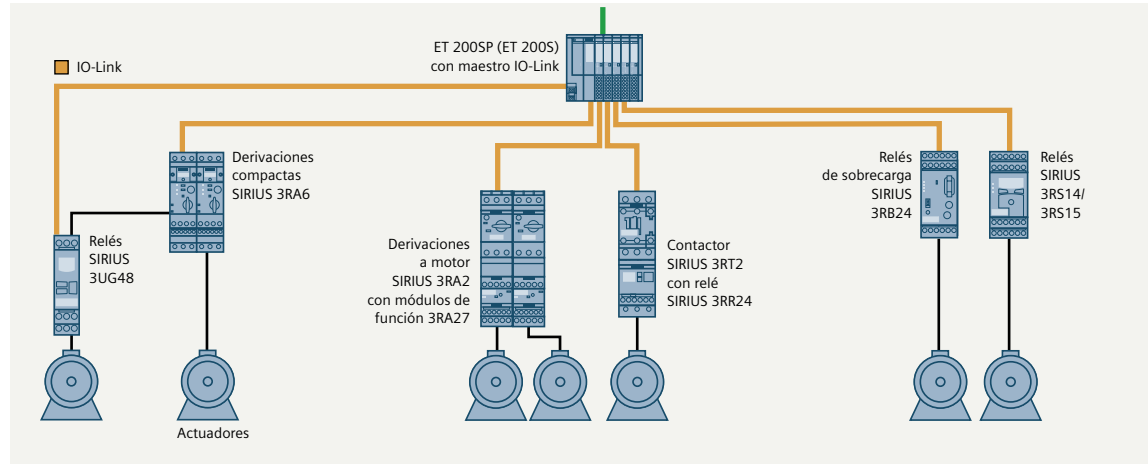 ET 200SP (ET 200S)
con maestro IO-Link
IO-Link
Derivaciones
compactas
SIRIUS 3RA6
Relés
SIRIUS
3UG48
Derivaciones
a motor
SIRIUS 3RA2
con módulos de
función 3RA27
Contactor
SIRIUS 3RT2
con relé
SIRIUS 3RR24
Relés
de sobrecarga
SIRIUS
3RB24
Relés
SIRIUS
3RS14/
3RS15
Actuadores